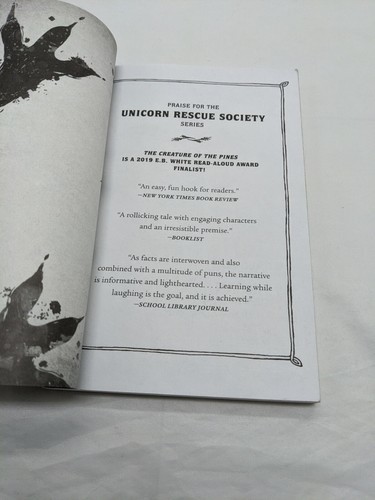 PRAISE FOR THE
UNICORN RESCUE SOCIETY
SERIES
THE CREATURE OF THE PINES
IS A 2019 E.B. WHITE READ-ALOUD AWARD
FINALIST!
"An easy, fun hook for readers."
—NEW YORK TIMES BOOK REVIEW
"A rollicking tale with engaging characters
and an irresistible premise."
—BOOKLIST
"As facts are interwoven and also
combined with a multitude of puns, the narrative
is informative and lighthearted. . . . Learning while
laughing is the goal, and it is achieved."
—SCHOOL LIBRARY JOURNAL